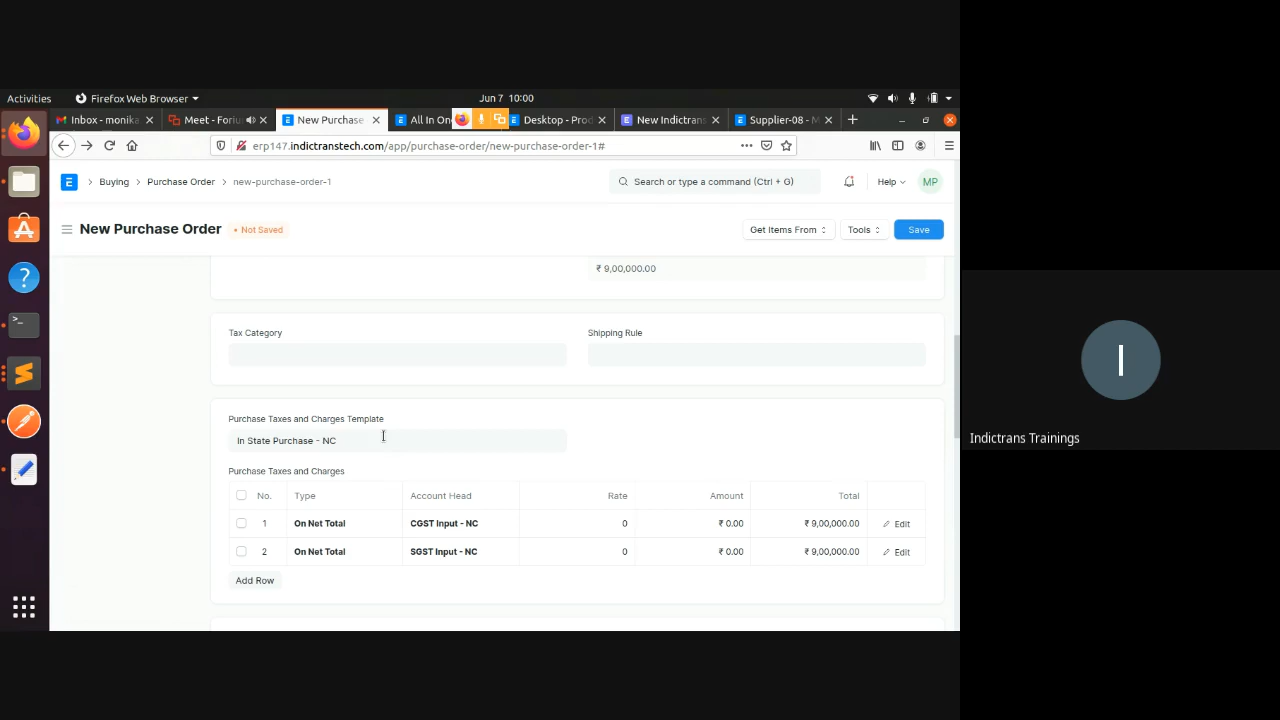 Activities Firefox Web Browser Jun 7 10:00
Inbox - monika Meet - Foriu New Purchase All In On Desktop - Prod New Indictrans Supplier-08 - M
erp147.indictranstech.com/app/purchase-order/new-purchase-order-1#
E Buying Purchase Order new-purchase-order-1 Search or type a command (Ctrl + G) Help MP
New Purchase Order • Not Saved Get Items From Tools Save
₹ 9,00,000.00
Tax Category Shipping Rule
Purchase Taxes and Charges Template
In State Purchase - NC
Purchase Taxes and Charges
No. Type Account Head Rate Amount Total
1 On Net Total CGST Input - NC 0 ₹ 0.00 ₹ 9,00,000.00 Edit
2 On Net Total SGST Input - NC 0 ₹ 0.00 ₹ 9,00,000.00 Edit
Add Row
I
Indictrans Trainings